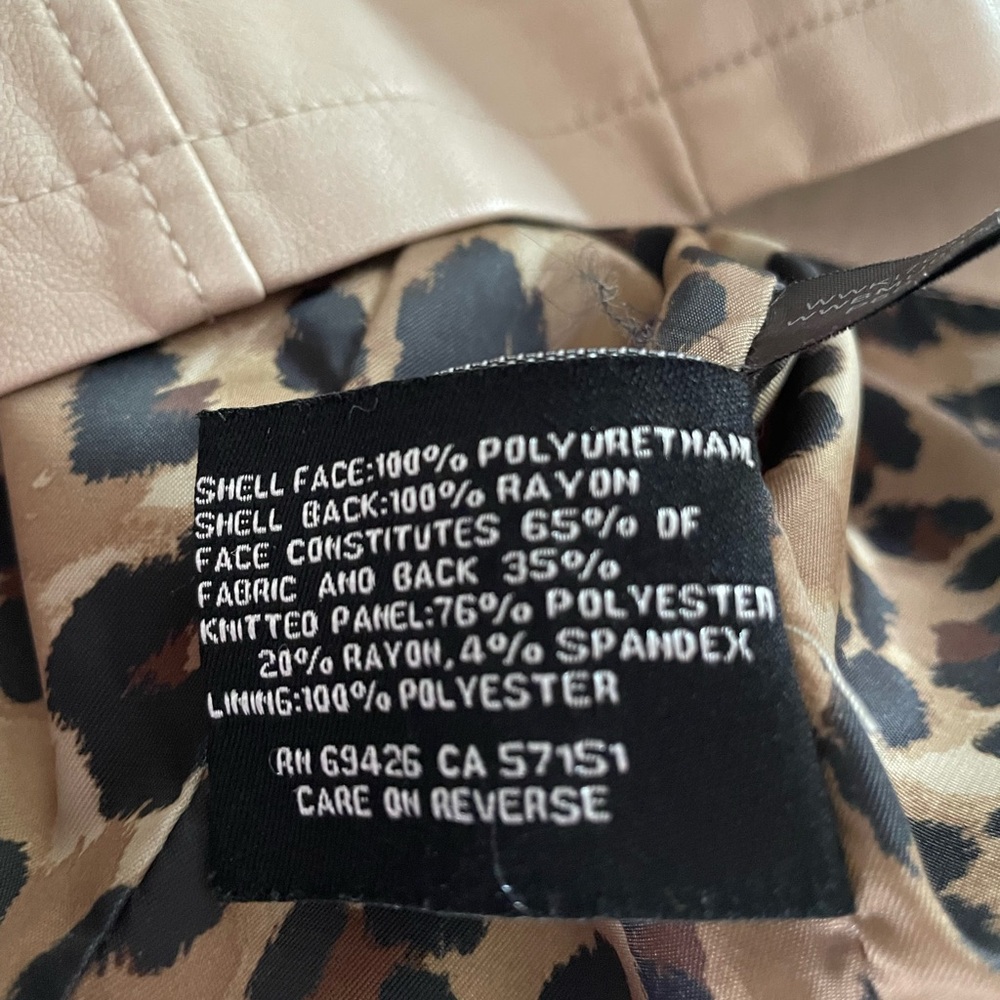 SHELL FACE:100% POLYURETHAN
SHELL BACK:100% RAYON
FACE CONSTITUTES 65% OF
FABRIC AND BACK 35%
KNITTED PANEL:76% POLYESTER
20% RAYON, 4% SPANDEX
LINING:100% POLYESTER
RN 69426 CA 57151
CARE ON REVERSE